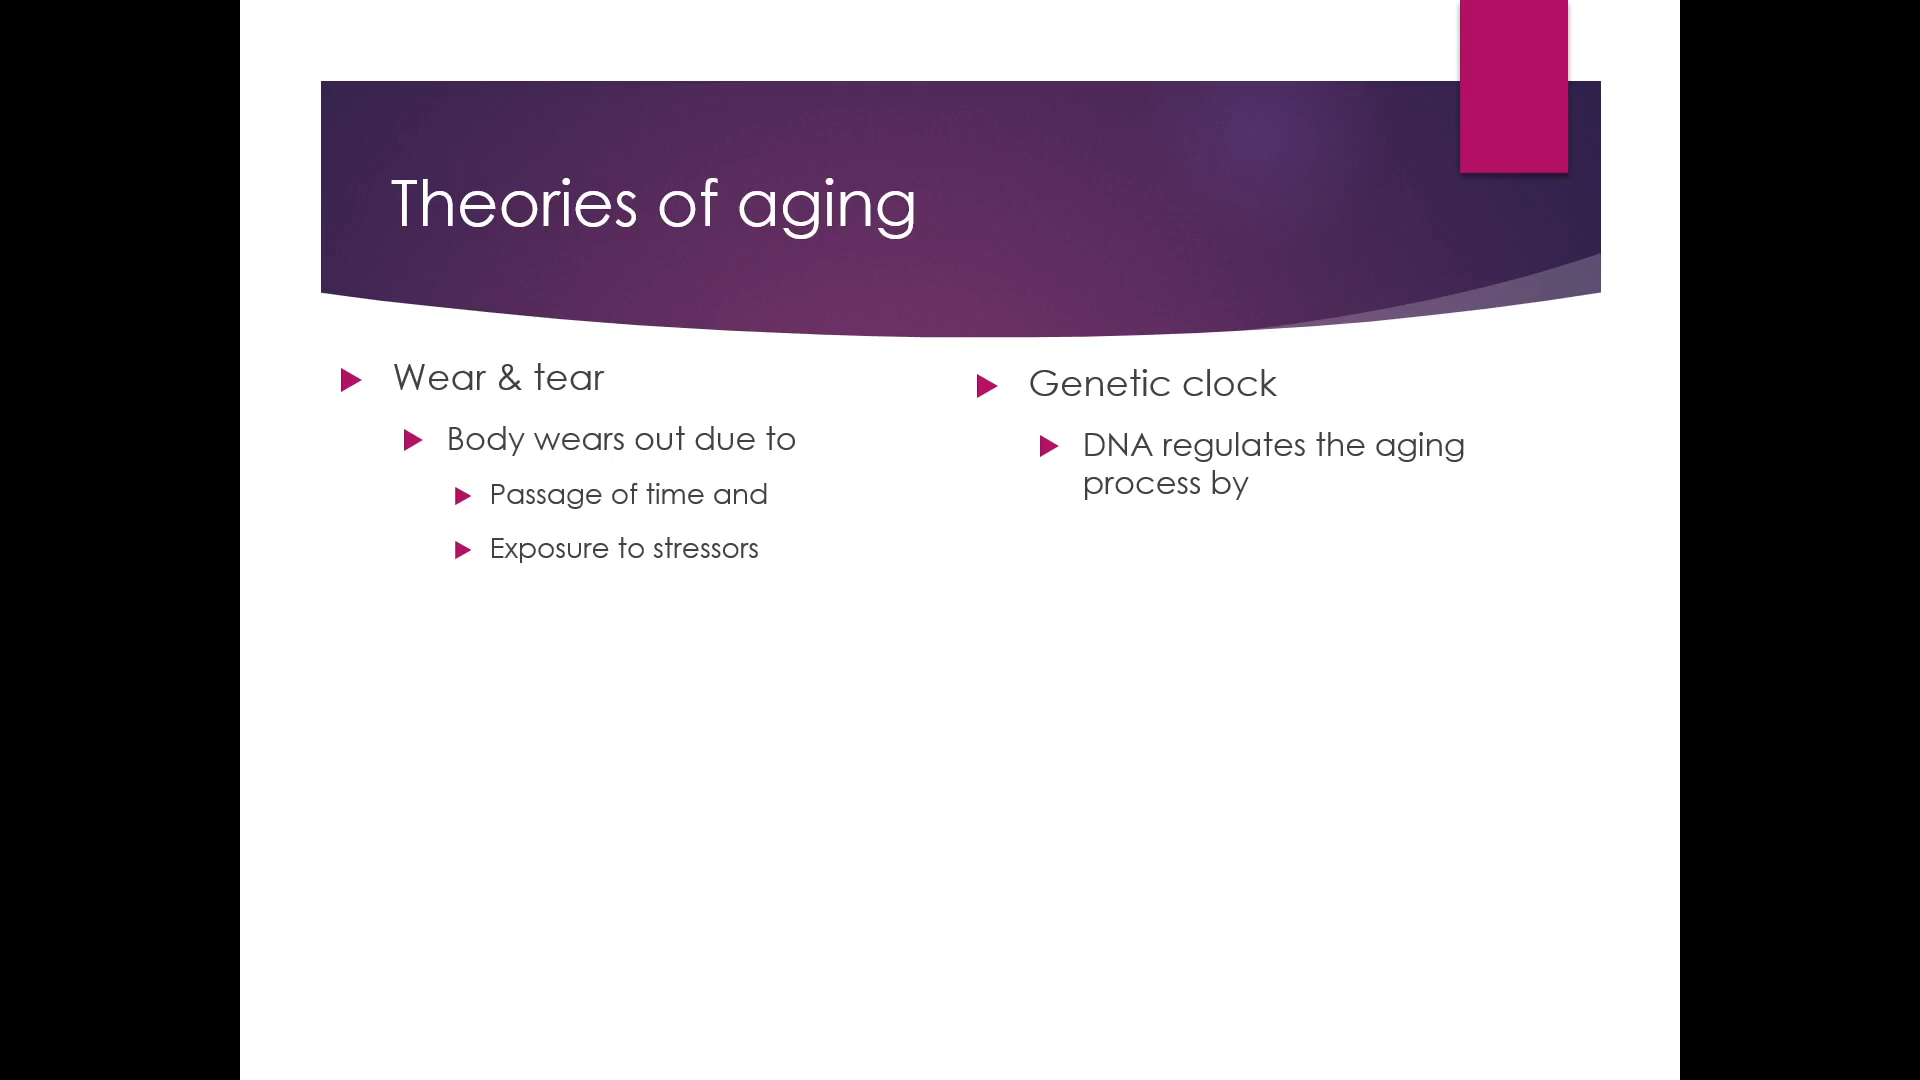 Theories of aging
Wear & tear
Body wears out due to
Passage of time and
Exposure to stressors
Genetic clock
DNA regulates the aging
process by